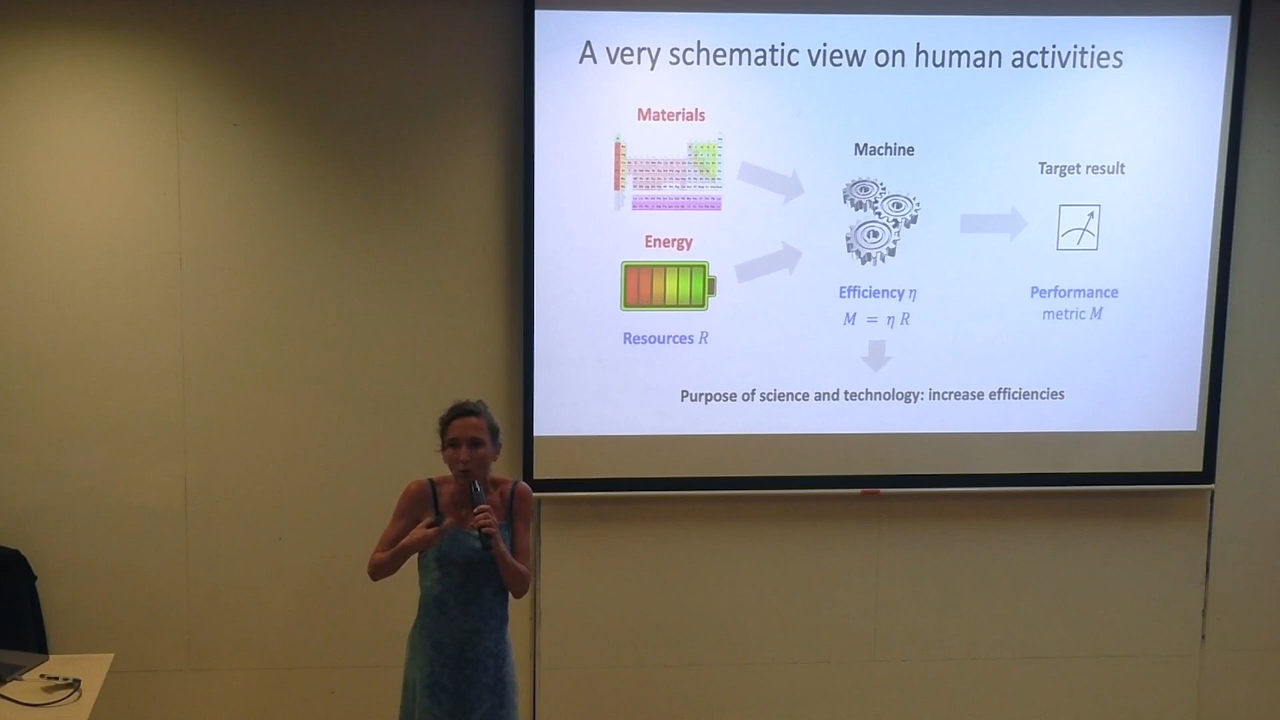 A very schematic view on human activities
Materials
Machine
Target result
Energy
Efficiency η
Performance
M = η R
metric M
Resources R
Purpose of science and technology: increase efficiencies